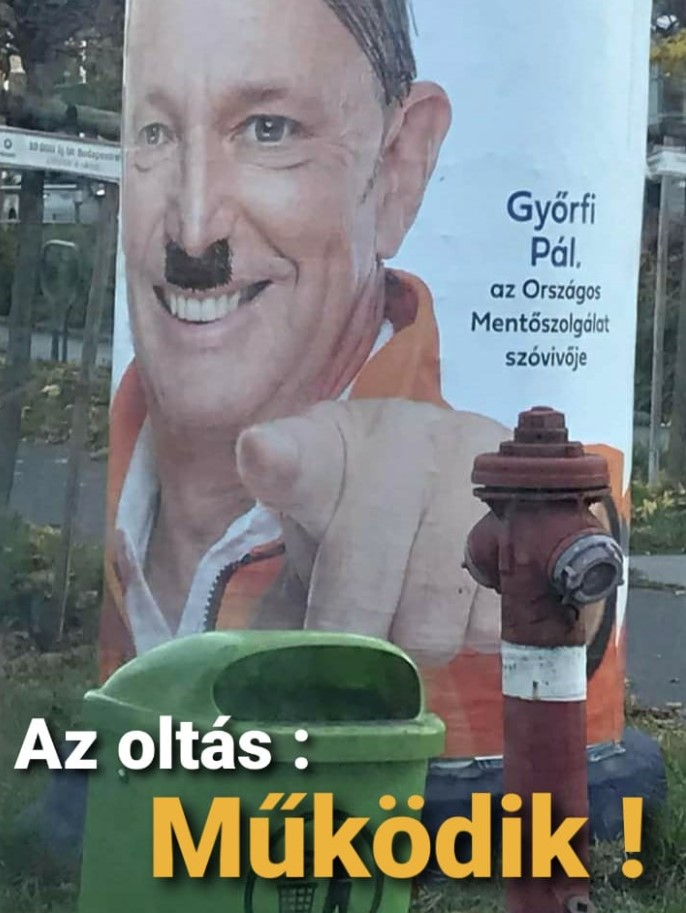 Győrfi
Pál,
az Országos
Mentőszolgálat
szóvivője
Az oltás :
Működik !